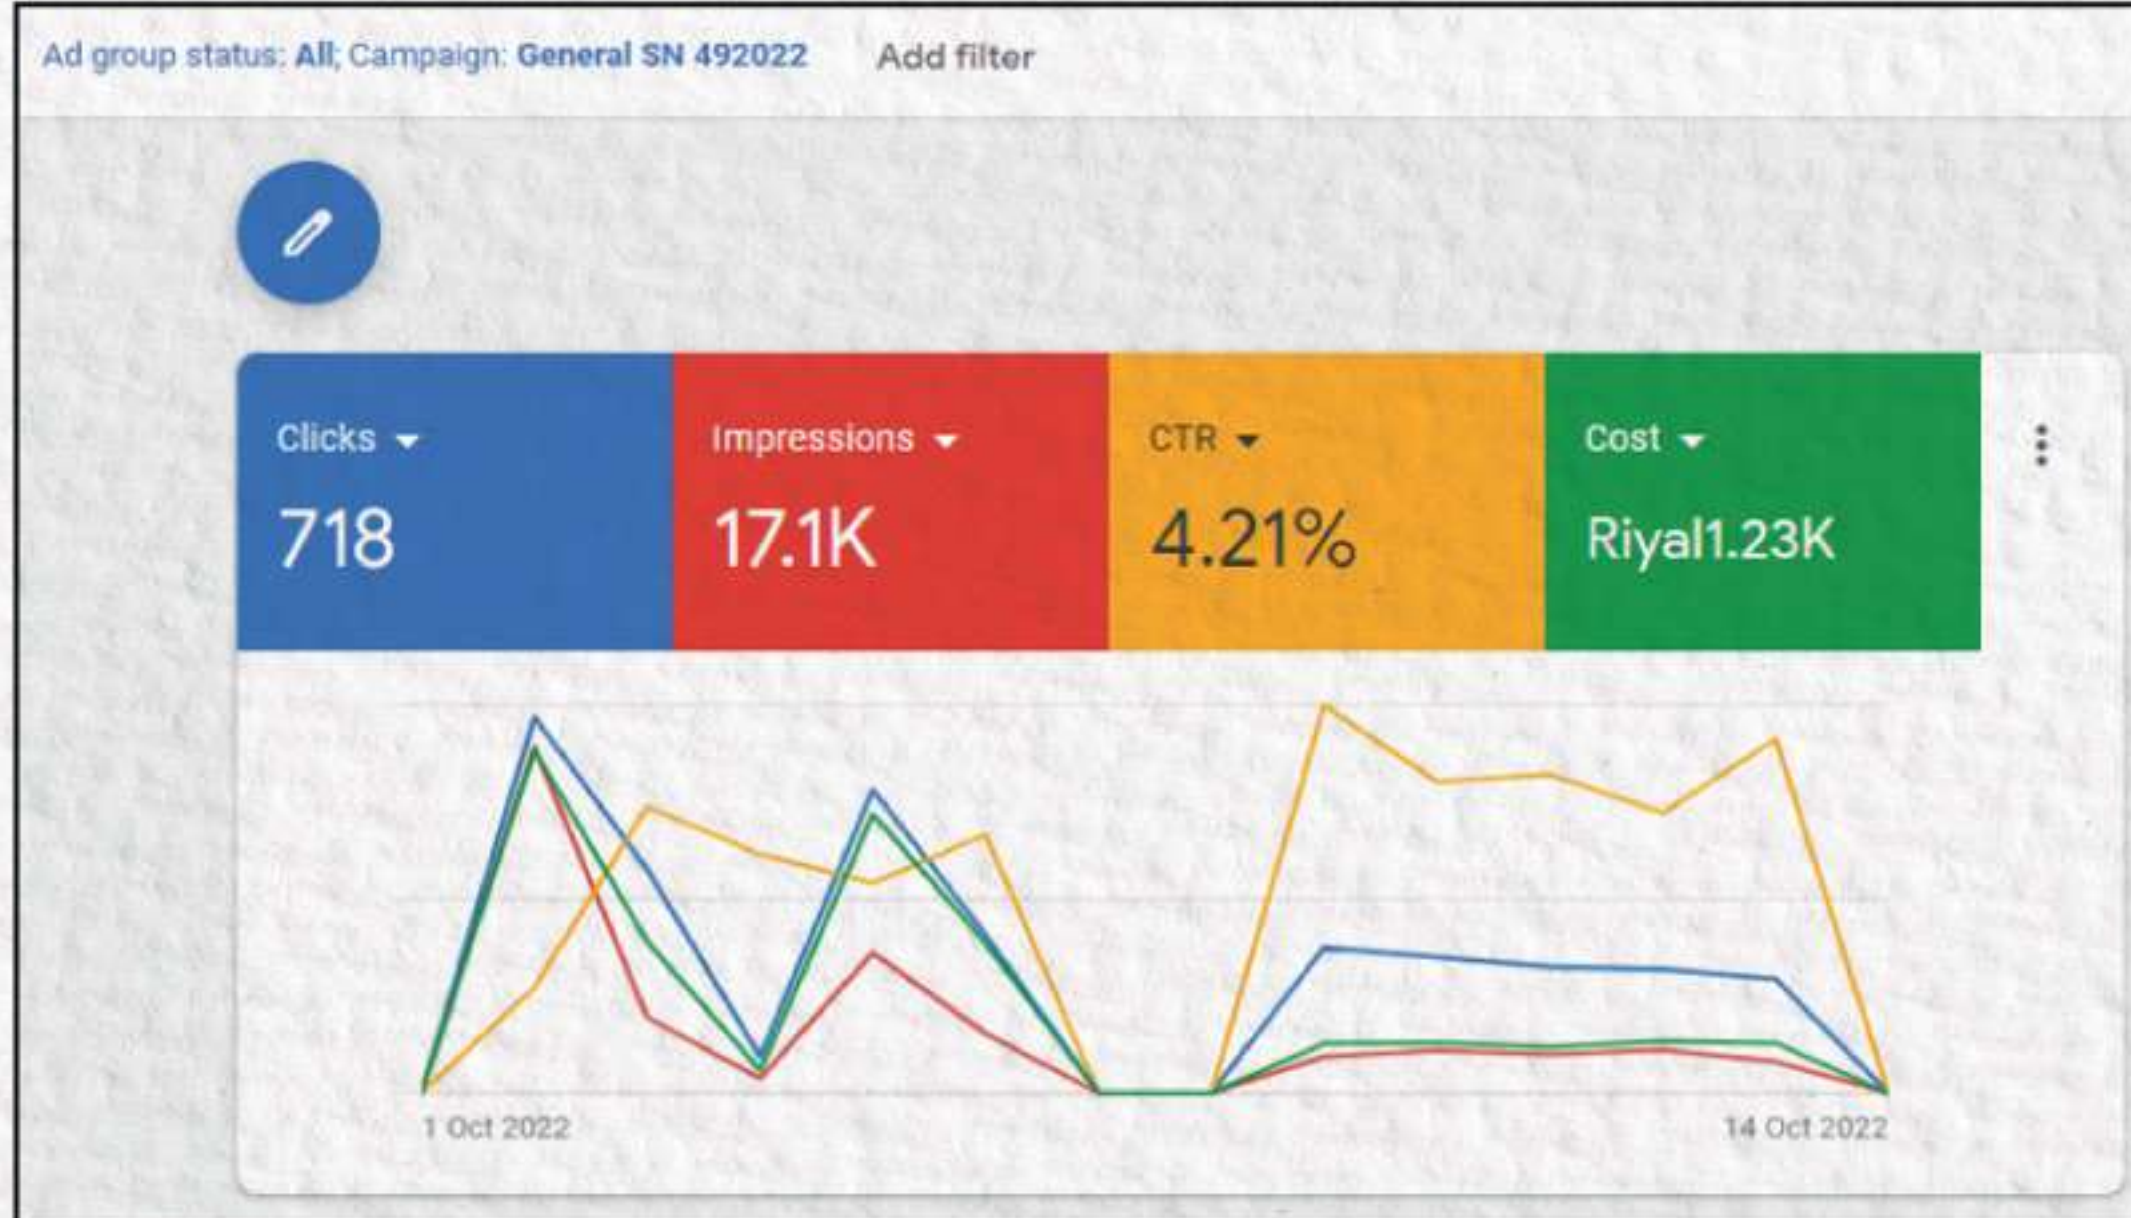 Ad group status: All; Campaign: General SN 492022 Add filter
Clicks Impressions CTR Cost
718 17.1K 4.21% Riyal1.23K
1 Oct 2022 14 Oct 2022